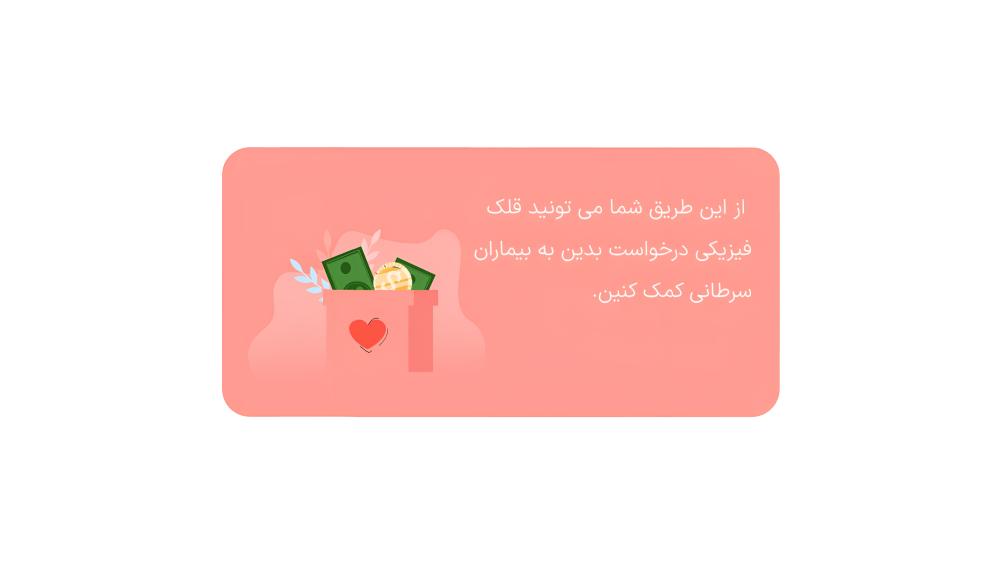 از این طریق شما می تونید قلک
فیزیکی درخواست بدین به بیماران
سرطانی کمک کنین.